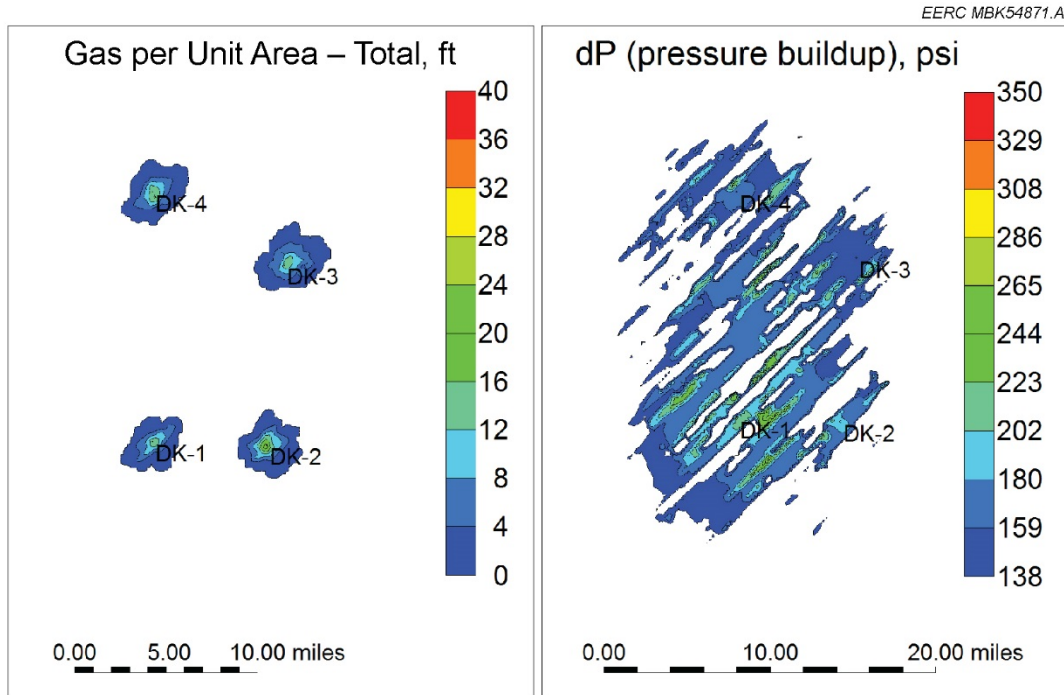 EERC MBK54871.AI
Gas per Unit Area – Total, ft
40
36
32
28
24
20
16
12
8
4
0
DK-4
DK-3
DK-1
DK-2
0.00 5.00 10.00 miles
dP (pressure buildup), psi
350
329
308
286
265
244
223
202
180
159
138
DK-4
DK-3
DK-1
DK-2
0.00 10.00 20.00 miles